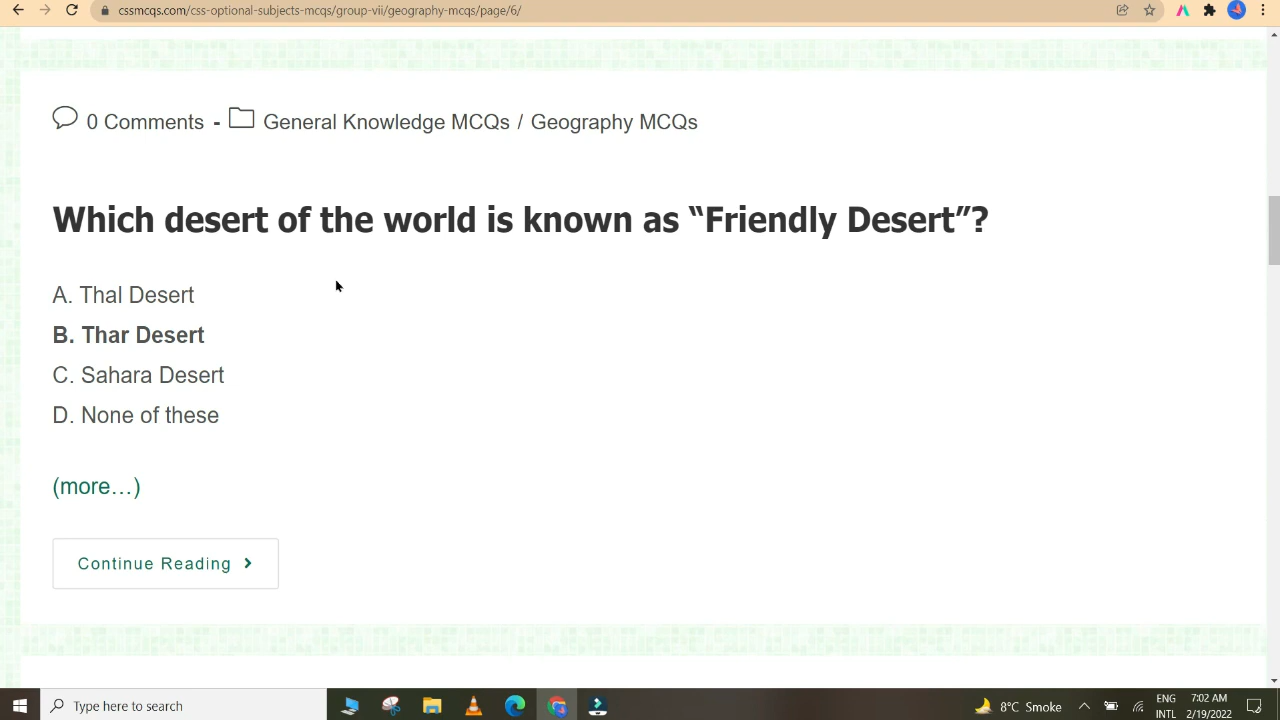 cssmcqs.com/css-optional-subjects-mcqs/group-vii/geography-mcqs/page/6/
0 Comments - General Knowledge MCQs / Geography MCQs
Which desert of the world is known as “Friendly Desert”?
A. Thal Desert
B. Thar Desert
C. Sahara Desert
D. None of these
(more…)
Continue Reading
Type here to search
8°C Smoke
ENG
INTL
7:02 AM
2/19/2022